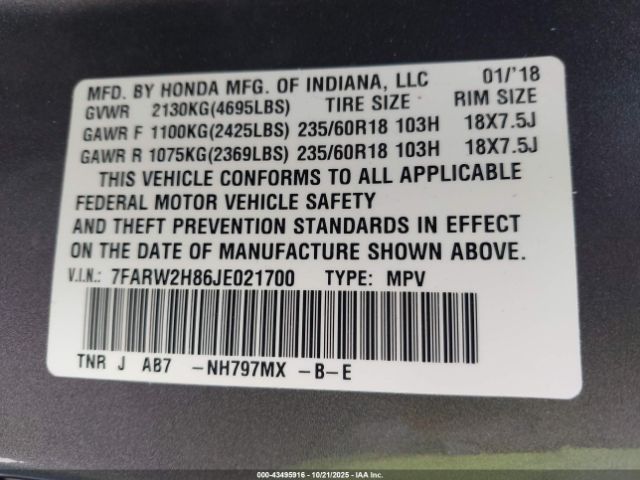 MFD. BY HONDA MFG. OF INDIANA, LLC 01/'18
GVWR 2130KG(4695LBS) TIRE SIZE RIM SIZE
GAWR F 1100KG(2425LBS) 235/60R18 103H 18X7.5J
GAWR R 1075KG(2369LBS) 235/60R18 103H 18X7.5J
THIS VEHICLE CONFORMS TO ALL APPLICABLE
FEDERAL MOTOR VEHICLE SAFETY
AND THEFT PREVENTION STANDARDS IN EFFECT
ON THE DATE OF MANUFACTURE SHOWN ABOVE.
V.I.N.: 7FARW2H86JE021700 TYPE: MPV
TNR J AB7 -NH797MX -B-E
000-43495916 - 10/21/2025 - IAA Inc.